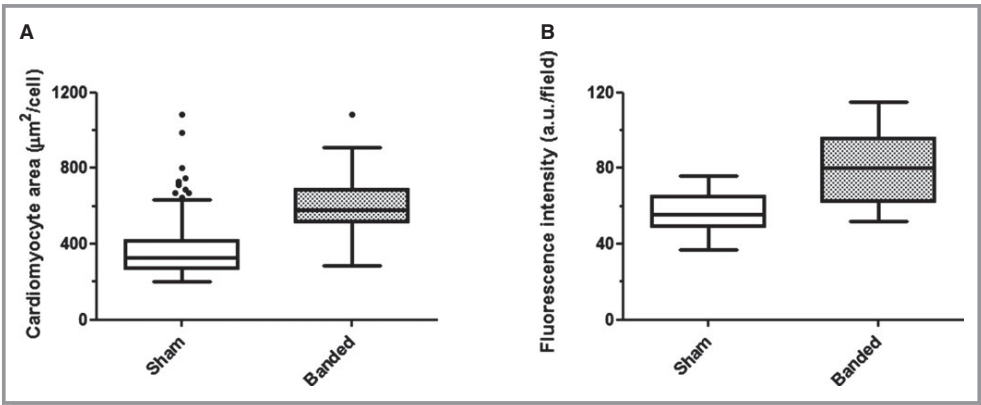 A
Cardiomyocyte area (µm²/cell)
1200
800
400
0
Sham
Banded
B
Fluorescence intensity (a.u./field)
120
80
40
0
Sham
Banded